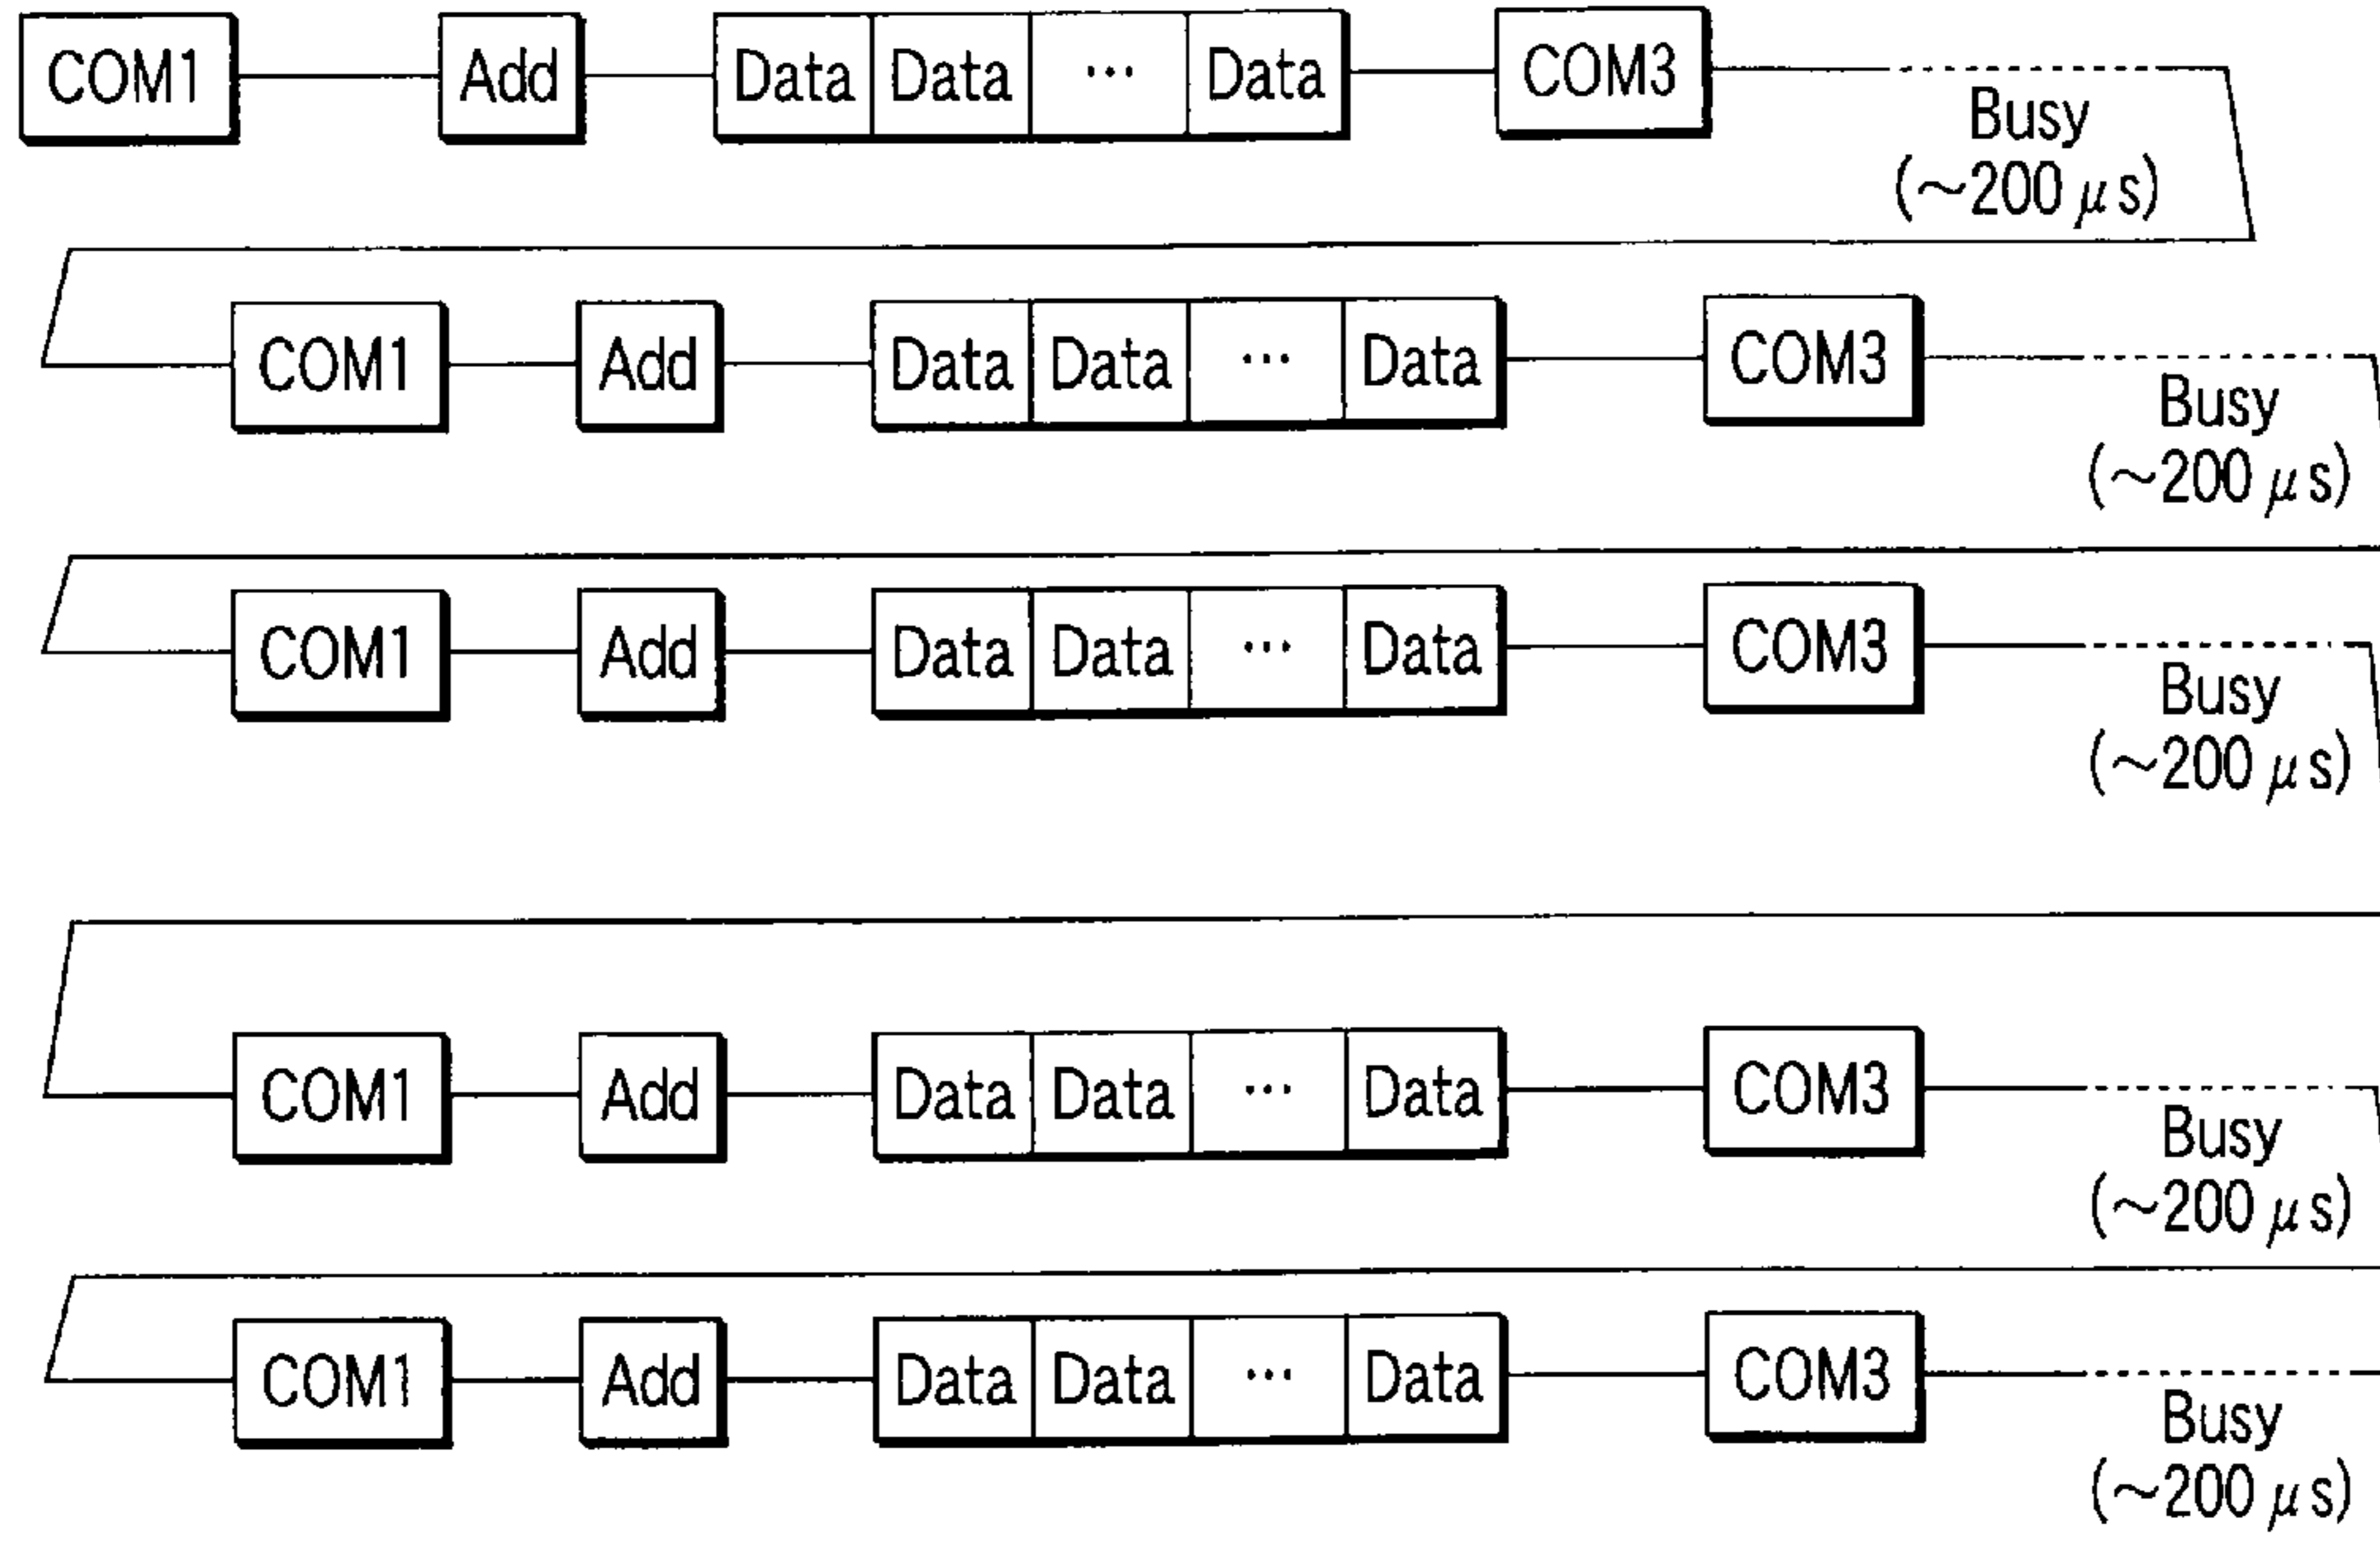 COM1 Add Data Data ... Data COM3
Busy
(~200 μs)
COM1 Add Data Data ... Data COM3
Busy
(~200 μs)
COM1 Add Data Data ... Data COM3
Busy
(~200 μs)
COM1 Add Data Data ... Data COM3
Busy
(~200 μs)
COM1 Add Data Data ... Data COM3
Busy
(~200 μs)